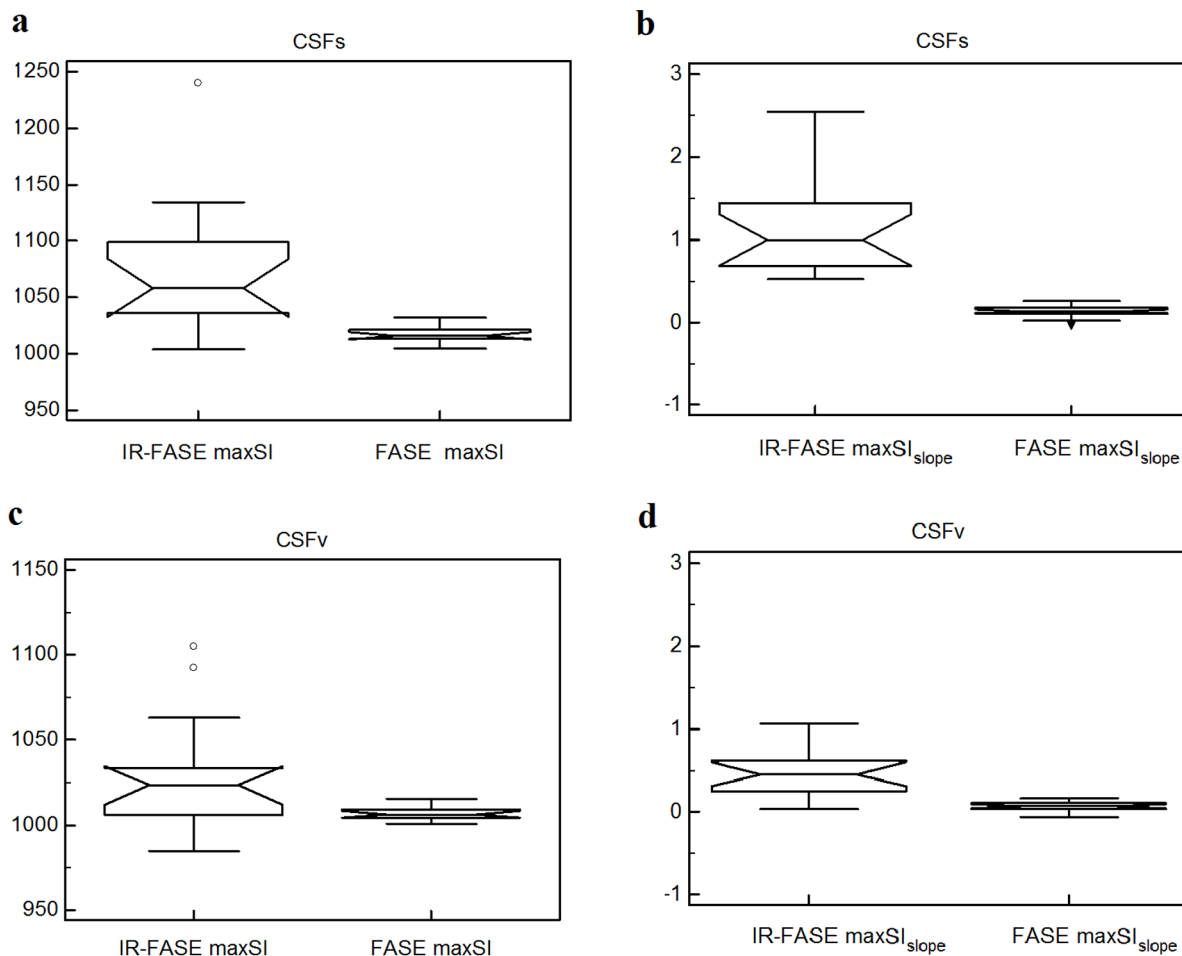 a
CSFs
1250
1200
1150
1100
1050
1000
950
IR-FASE maxSI
FASE maxSI
b
CSFs
3
2
1
0
-1
IR-FASE maxSIslope
FASE maxSIslope
c
CSFv
1150
1100
1050
1000
950
IR-FASE maxSI
FASE maxSI
d
CSFv
3
2
1
0
-1
IR-FASE maxSIslope
FASE maxSIslope